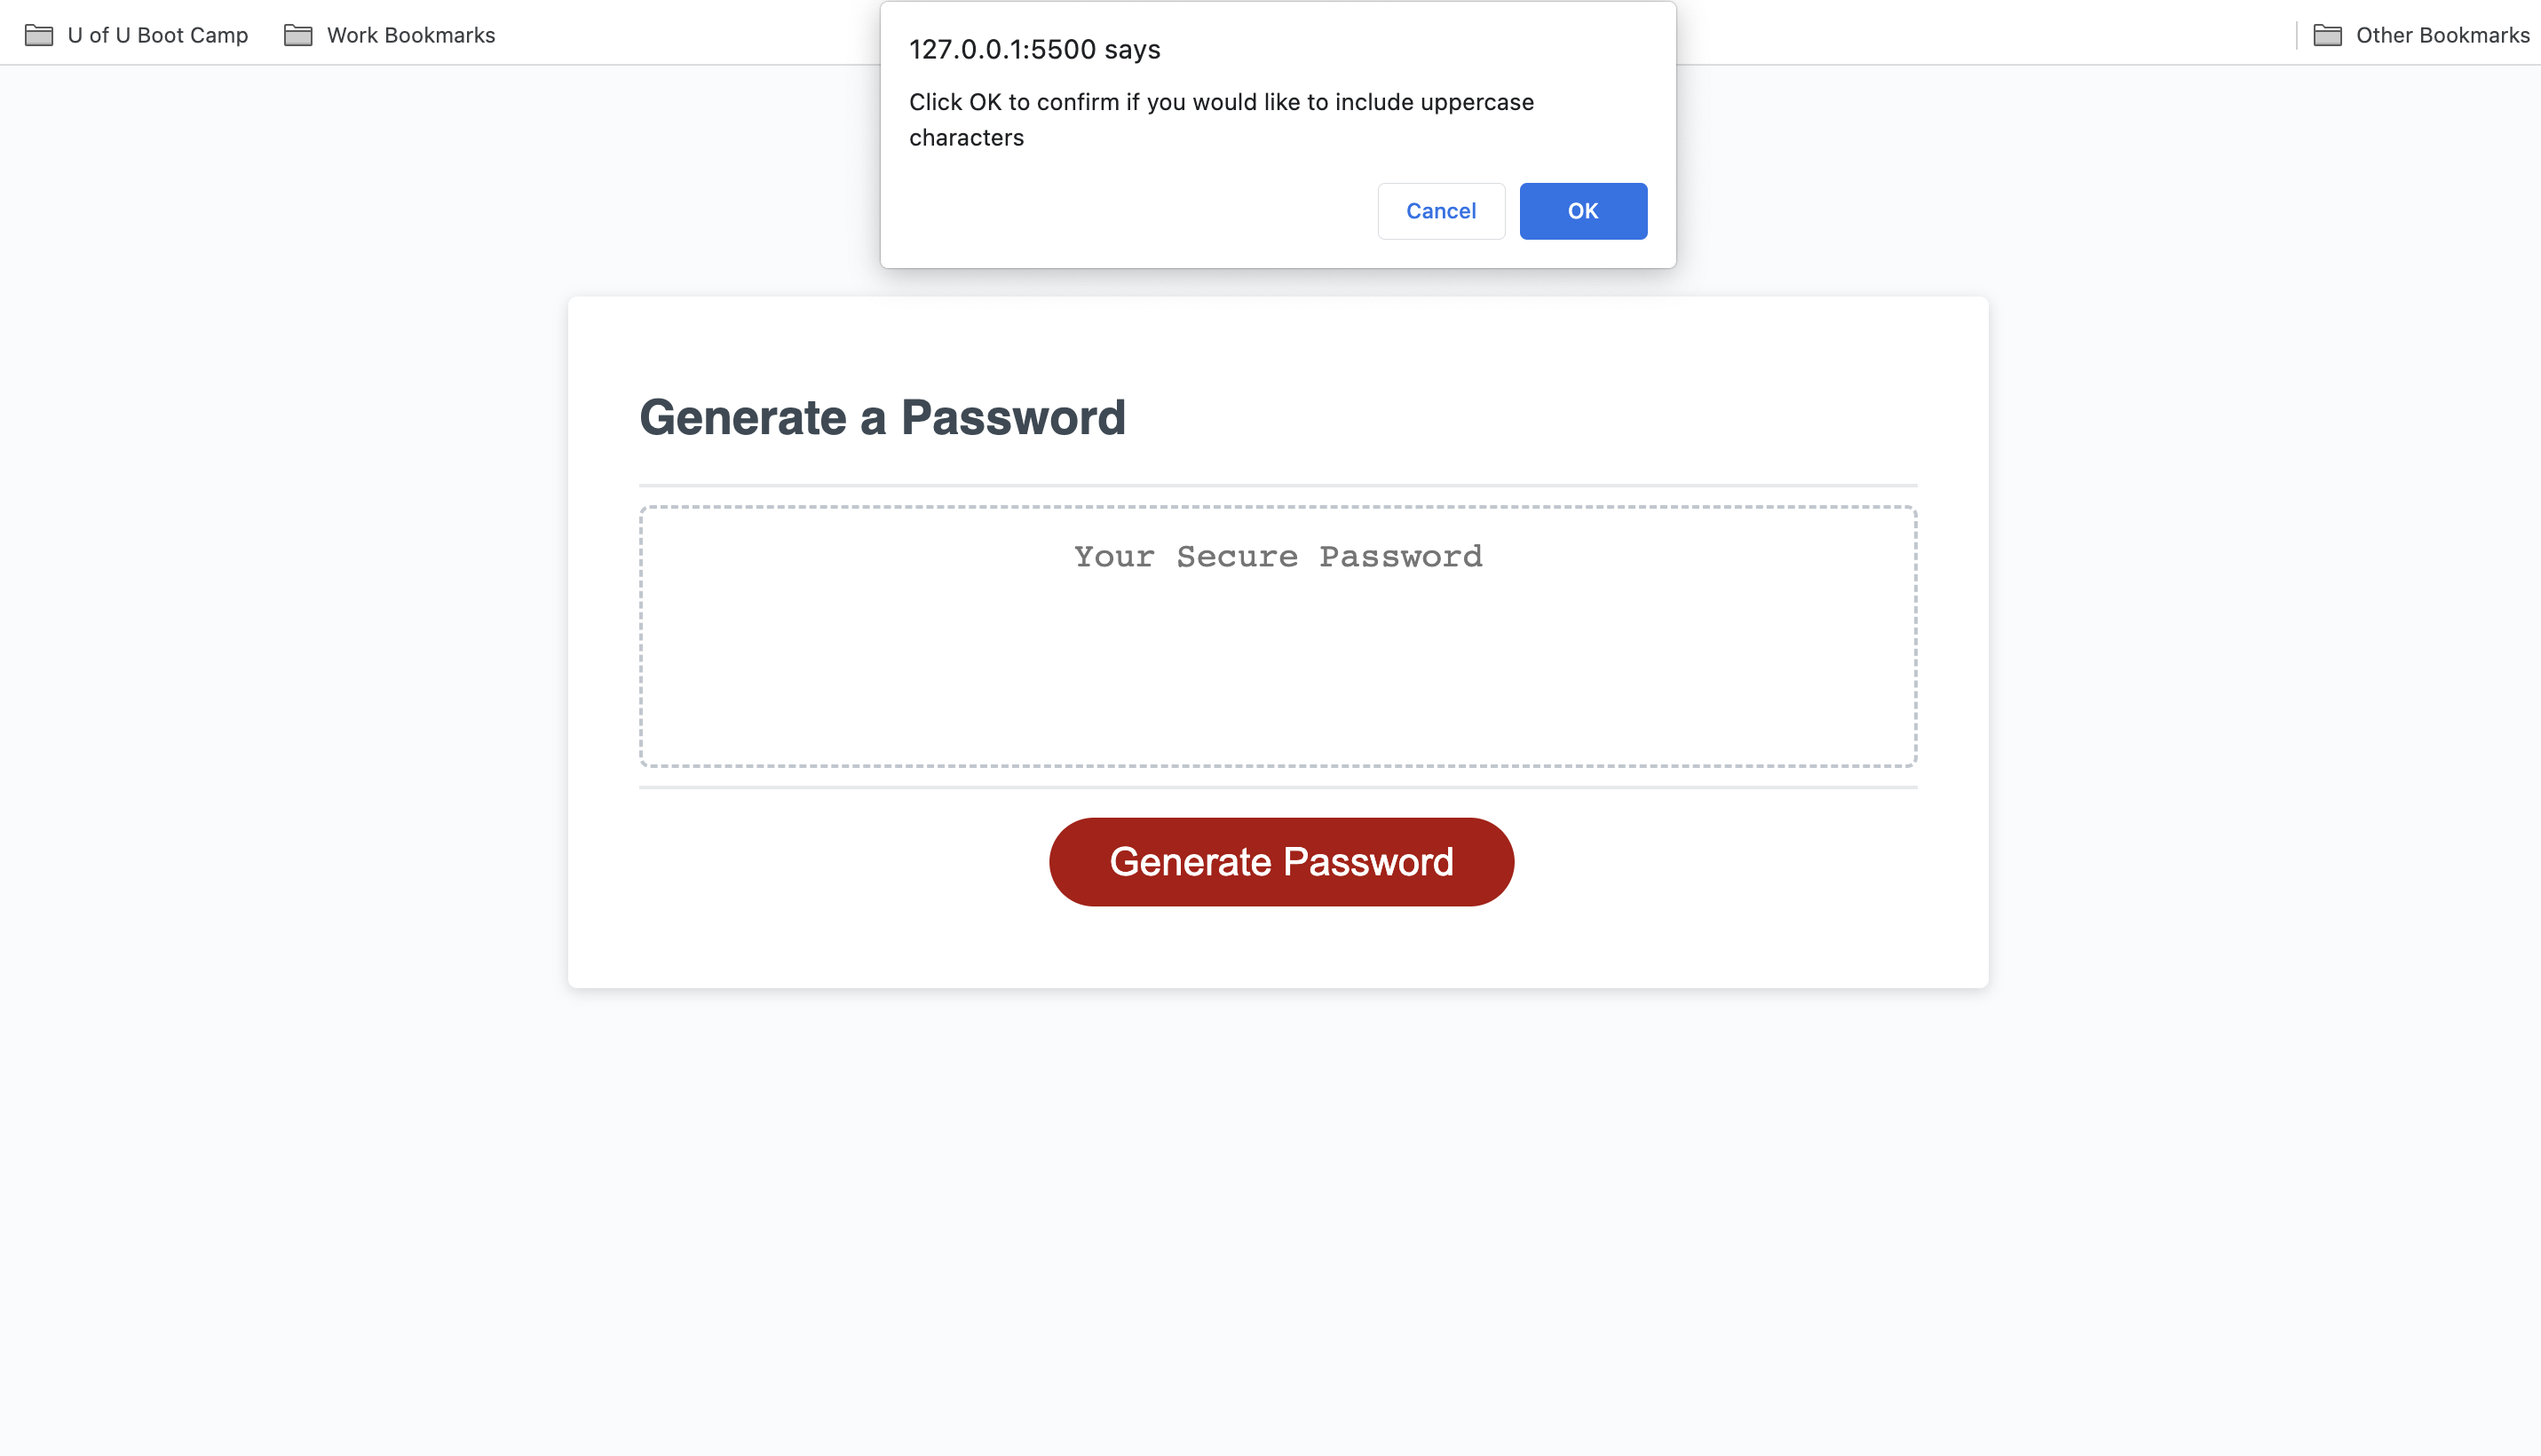 U of U Boot Camp Work Bookmarks Other Bookmarks
127.0.0.1:5500 says
Click OK to confirm if you would like to include uppercase
characters
Cancel OK
Generate a Password
Your Secure Password
Generate Password